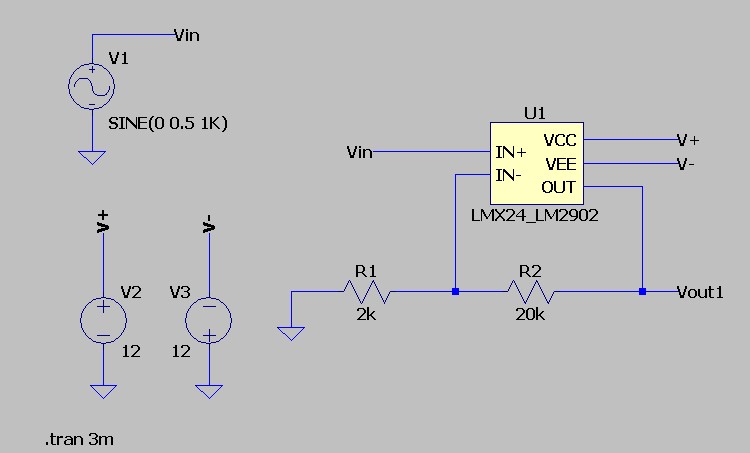 Vin
V1
SINE(0 0.5 1K)
U1
Vin
IN+
IN-
VCC
VEE
OUT
V+
V-
LMX24_LM2902
V+
V-
V2
12
V3
12
R1
2k
R2
20k
Vout1
.tran 3m